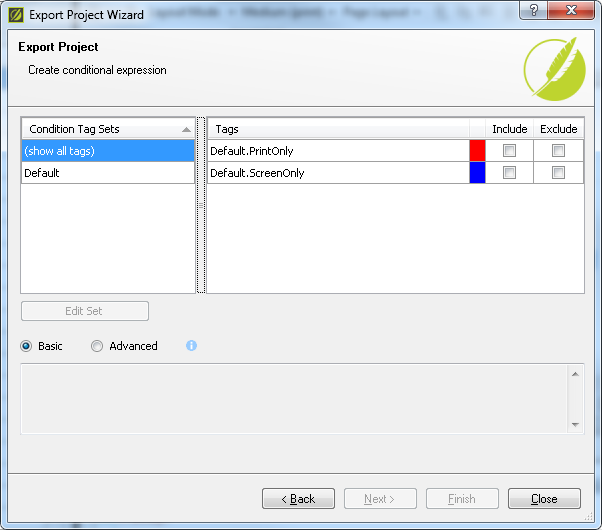 Export Project Wizard
Export Project
Create conditional expression
Condition Tag Sets
Tags
Include
Exclude
(show all tags)
Default.PrintOnly
Default
Default.ScreenOnly
Edit Set
Basic
Advanced
< Back
Next >
Finish
Close